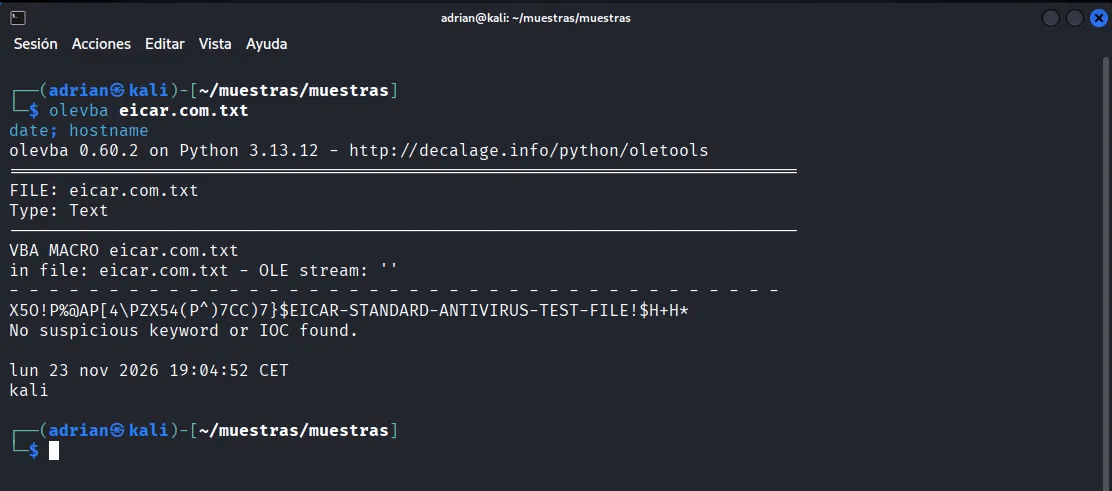 adrian@kali: ~/muestras/muestras
Sesión Acciones Editar Vista Ayuda
┌──(adrian㉿kali)-[~/muestras/muestras]
└─$ olevba eicar.com.txt
date; hostname
olevba 0.60.2 on Python 3.13.12 - http://decalage.info/python/oletools
===============================================================================
FILE: eicar.com.txt
Type: Text
-------------------------------------------------------------------------------
VBA MACRO eicar.com.txt
in file: eicar.com.txt - OLE stream: ''
- - - - - - - - - - - - - - - - - - - - - - - - - - - - - - - - - - - - - - -
X5O!P%@AP[4\PZX54(P^)7CC)7}$EICAR-STANDARD-ANTIVIRUS-TEST-FILE!$H+H*
No suspicious keyword or IOC found.
lun 23 nov 2026 19:04:52 CET
kali
┌──(adrian㉿kali)-[~/muestras/muestras]
└─$